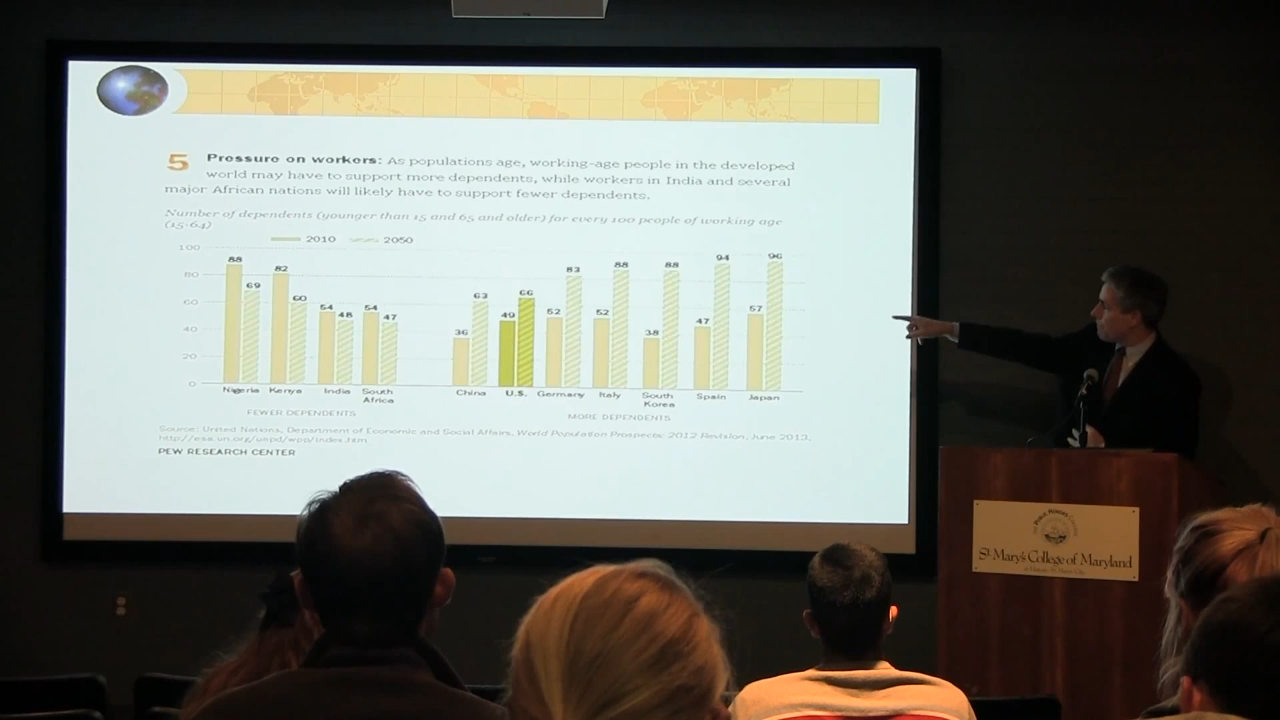 5 Pressure on workers: As populations age, working-age people in the developed
world may have to support more dependents, while workers in India and several
major African nations will likely have to support fewer dependents.
Number of dependents (younger than 15 and 65 and older) for every 100 people of working age
(15-64)
2010 2050
100
80
60
40
20
0
88 69 82 60 54 48 54 47 36 63 49 66 52 83 52 88 38 88 47 94 57 96
Nigeria Kenya India South Africa China U.S. Germany Italy South Korea Spain Japan
FEWER DEPENDENTS MORE DEPENDENTS
Source: United Nations, Department of Economic and Social Affairs, World Population Prospects: 2012 Revision, June 2013,
http://esa.un.org/unpd/wpp/index.htm
PEW RESEARCH CENTER
St. Mary's College of Maryland